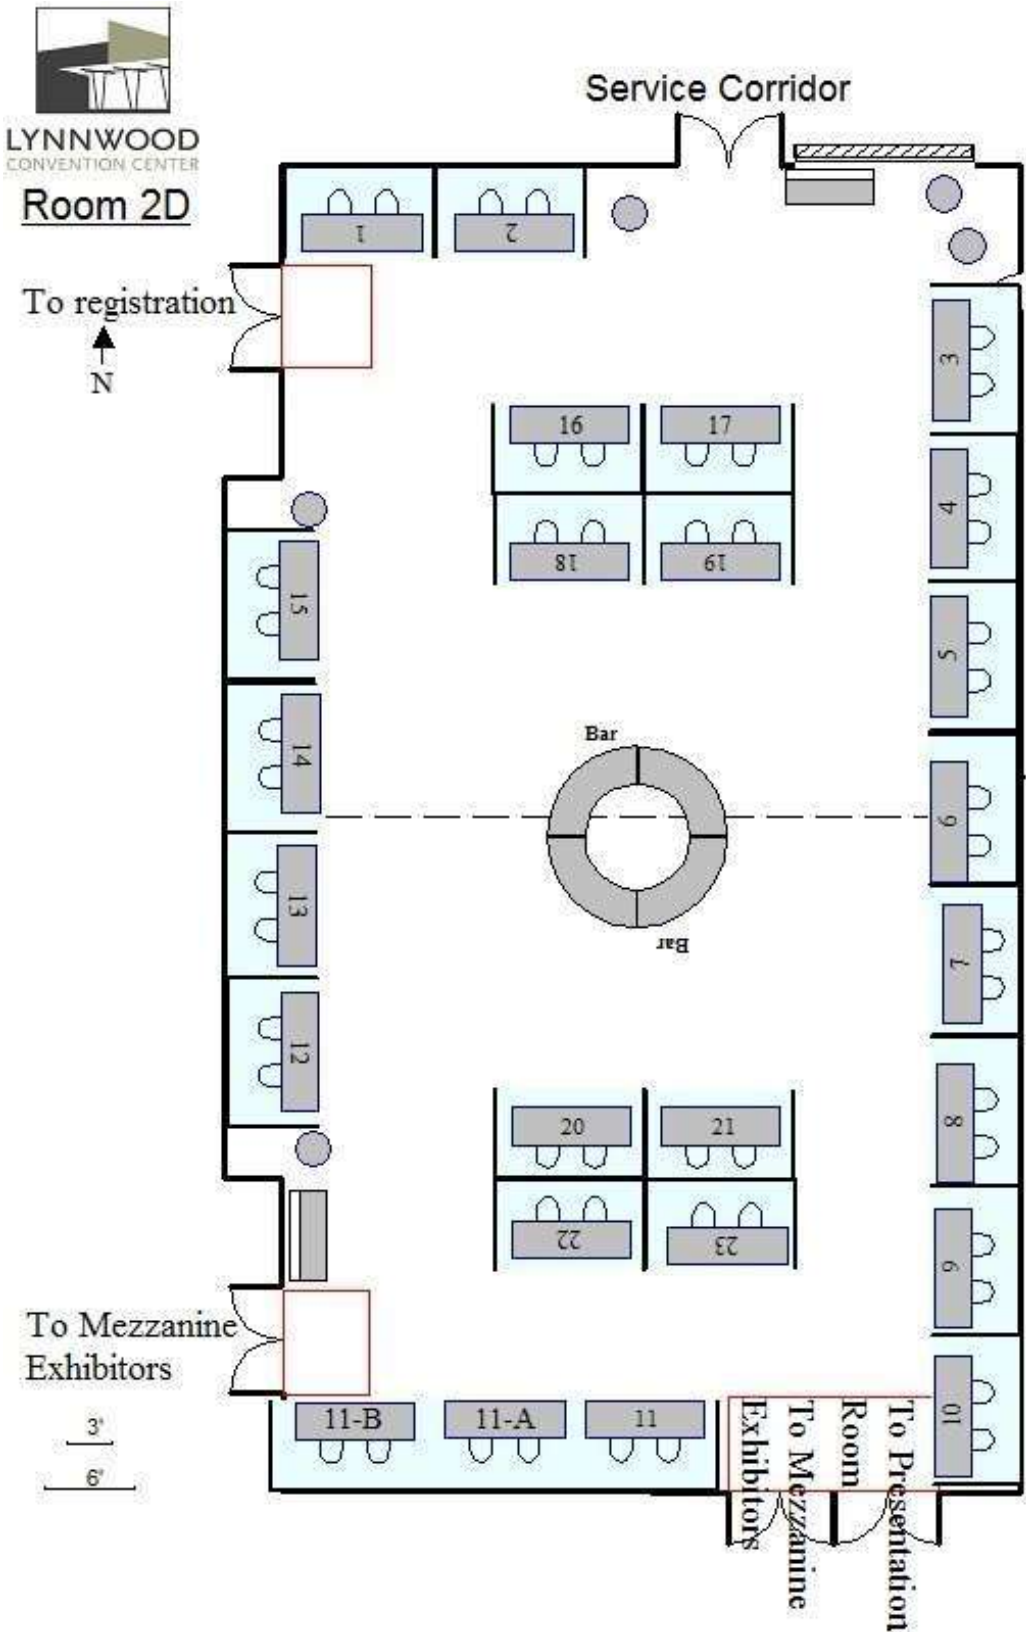 LYNNWOOD
CONVENTION CENTER
Room 2D
Service Corridor
1
2
To registration
N
3
16
17
4
18
19
15
5
Bar
14
6
13
Bar
7
12
20
21
8
22
23
9
To Mezzanine
Exhibitors
3'
6'
11-B
11-A
11
10
To Presentation
Room
To Mezzanine
Exhibitors